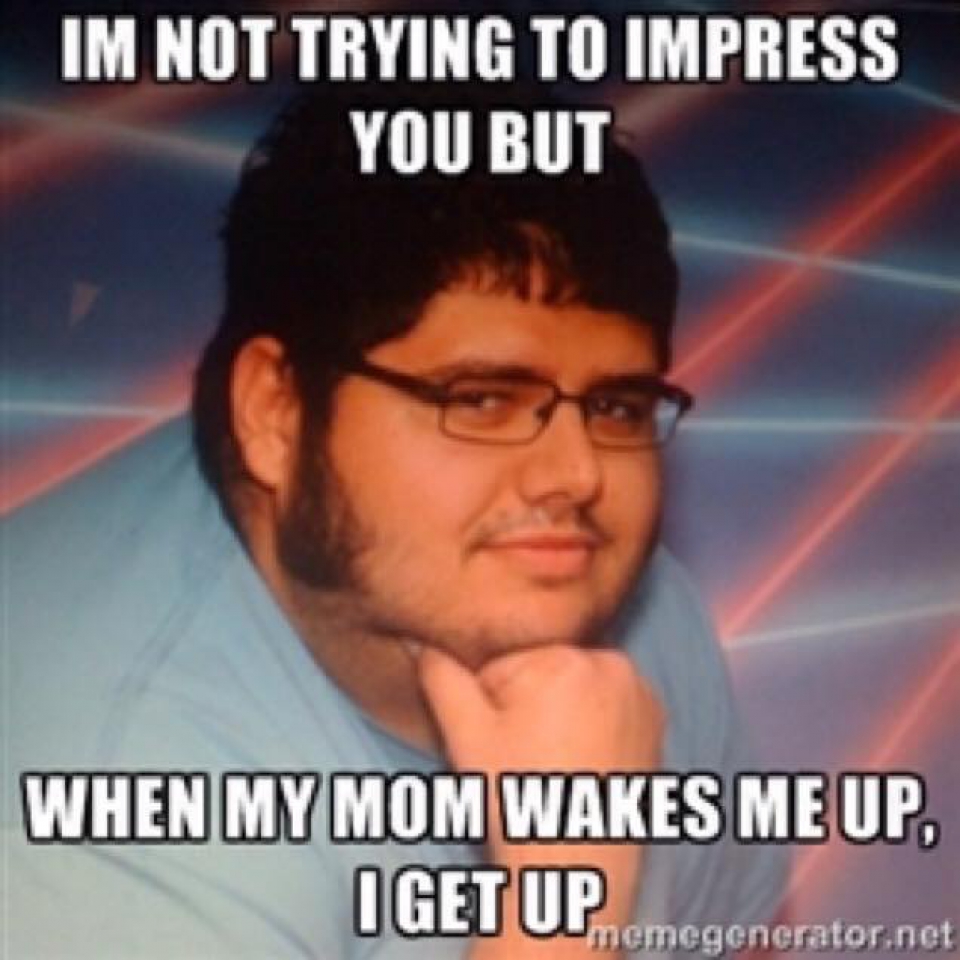 IM NOT TRYING TO IMPRESS
YOU BUT
WHEN MY MOM WAKES ME UP,
I GET UP
memegenerator.net